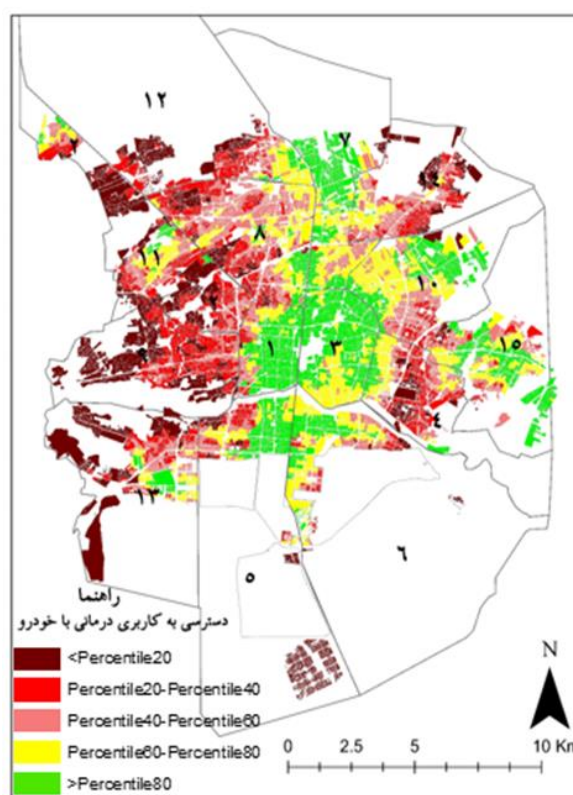 ۱۲
۷
۸
۱۱
۱۰
۹
۱
۳
۱۵
۴
۱۳
۵
۶
راهنما
دسترسی به کاربری درمانی با خودرو
<Percentile20
Percentile20-Percentile40
Percentile40-Percentile60
Percentile60-Percentile80
>Percentile80
N
0 2.5 5 10 Km